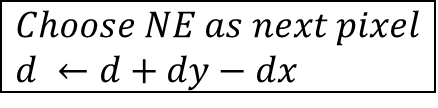 Choose NE as next pixel
d ← d + dy − dx